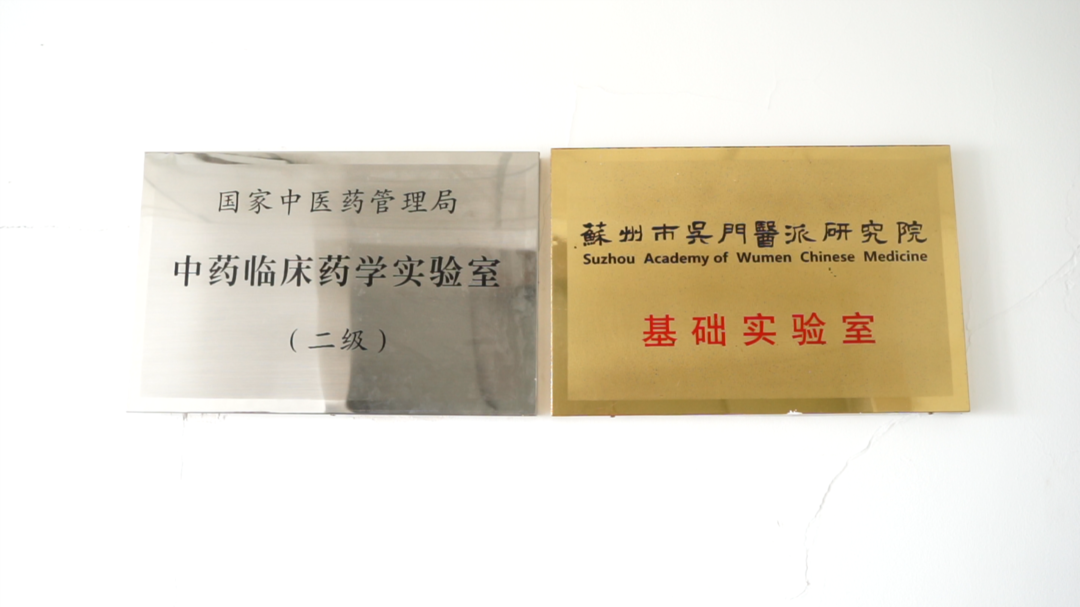 国家中医药管理局
中药临床药学实验室
（二级）
蘇州市吳門醫派研究院
Suzhou Academy of Wumen Chinese Medicine
基础实验室